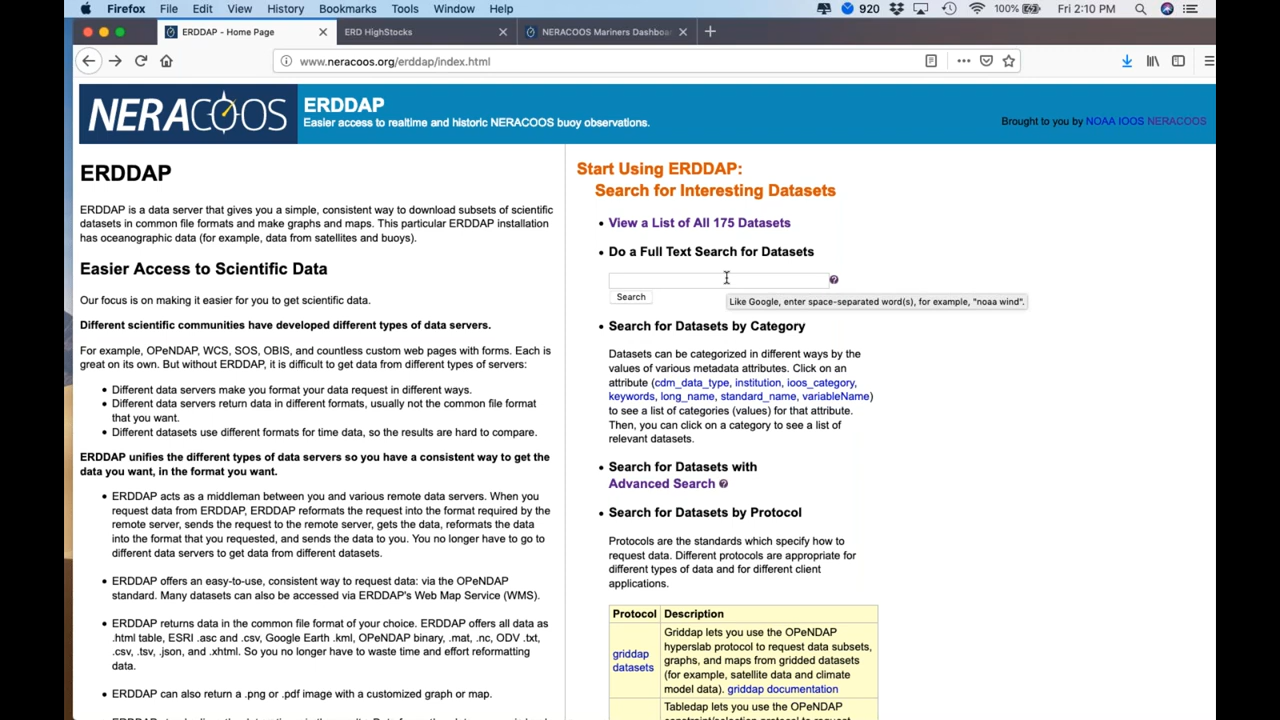 Firefox File Edit View History Bookmarks Tools Window Help 920 100% Fri 2:10 PM
ERDDAP - Home Page ERD HighStocks NERACOOS Mariners Dashboar
www.neracoos.org/erddap/index.html
NERACOOS
ERDDAP
Easier access to realtime and historic NERACOOS buoy observations.
Brought to you by NOAA IOOS NERACOOS
ERDDAP
ERDDAP is a data server that gives you a simple, consistent way to download subsets of scientific
datasets in common file formats and make graphs and maps. This particular ERDDAP installation
has oceanographic data (for example, data from satellites and buoys).
Easier Access to Scientific Data
Our focus is on making it easier for you to get scientific data.
Different scientific communities have developed different types of data servers.
For example, OPeNDAP, WCS, SOS, OBIS, and countless custom web pages with forms. Each is
great on its own. But without ERDDAP, it is difficult to get data from different types of servers:
• Different data servers make you format your data request in different ways.
• Different data servers return data in different formats, usually not the common file format
that you want.
• Different datasets use different formats for time data, so the results are hard to compare.
ERDDAP unifies the different types of data servers so you have a consistent way to get the
data you want, in the format you want.
• ERDDAP acts as a middleman between you and various remote data servers. When you
request data from ERDDAP, ERDDAP reformats the request into the format required by the
remote server, sends the request to the remote server, gets the data, reformats the data
into the format that you requested, and sends the data to you. You no longer have to go to
different data servers to get data from different datasets.
• ERDDAP offers an easy-to-use, consistent way to request data: via the OPeNDAP
standard. Many datasets can also be accessed via ERDDAP's Web Map Service (WMS).
• ERDDAP returns data in the common file format of your choice. ERDDAP offers all data as
.html table, ESRI .asc and .csv, Google Earth .kml, OPeNDAP binary, .mat, .nc, ODV .txt,
.csv, .tsv, .json, and .xhtml. So you no longer have to waste time and effort reformatting
data.
• ERDDAP can also return a .png or .pdf image with a customized graph or map.
Start Using ERDDAP:
Search for Interesting Datasets
• View a List of All 175 Datasets
• Do a Full Text Search for Datasets
?
Search
Like Google, enter space-separated word(s), for example, "noaa wind".
• Search for Datasets by Category
Datasets can be categorized in different ways by the
values of various metadata attributes. Click on an
attribute (cdm_data_type, institution, ioos_category,
keywords, long_name, standard_name, variableName)
to see a list of categories (values) for that attribute.
Then, you can click on a category to see a list of
relevant datasets.
• Search for Datasets with
Advanced Search ?
• Search for Datasets by Protocol
Protocols are the standards which specify how to
request data. Different protocols are appropriate for
different types of data and for different client
applications.
Protocol Description
griddap
datasets
Griddap lets you use the OPeNDAP
hyperslab protocol to request data subsets,
graphs, and maps from gridded datasets
(for example, satellite data and climate
model data). griddap documentation
Tabledap lets you use the OPeNDAP